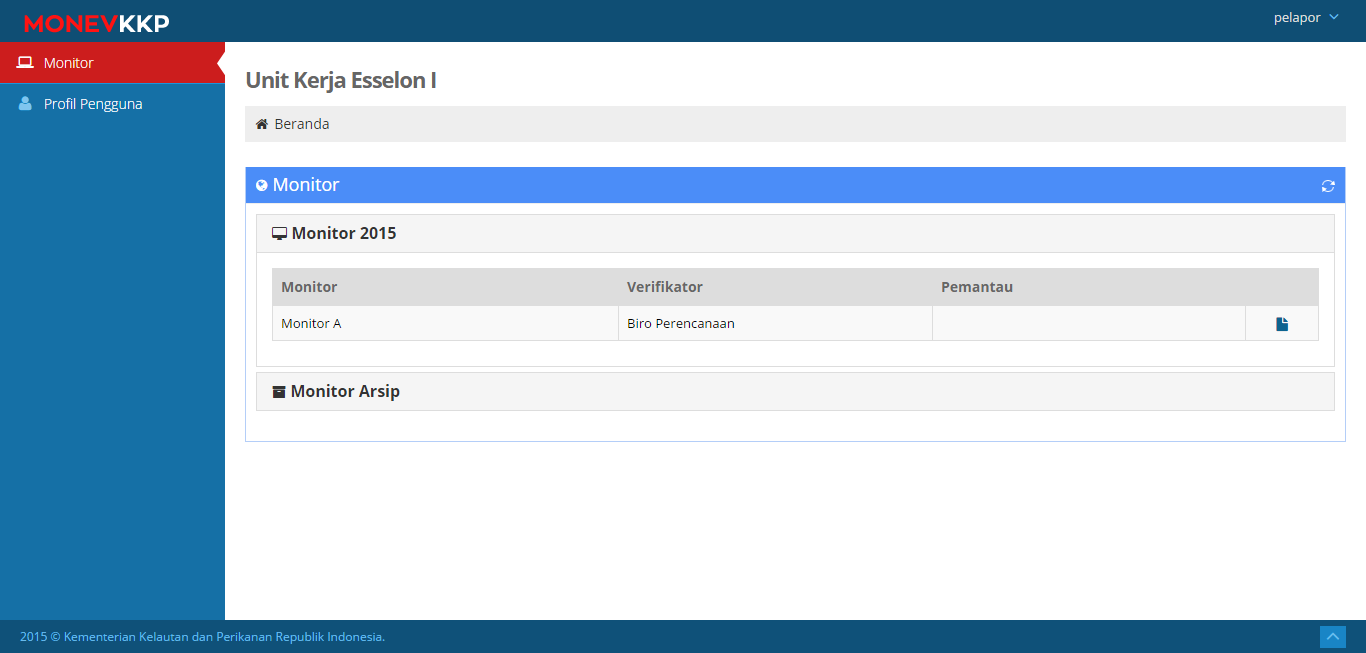 MONEVKKP
pelapor
Monitor
Profil Pengguna
Unit Kerja Esselon I
Beranda
Monitor
Monitor 2015
Monitor Verifikator Pemantau
Monitor A Biro Perencanaan
Monitor Arsip
2015 © Kementerian Kelautan dan Perikanan Republik Indonesia.